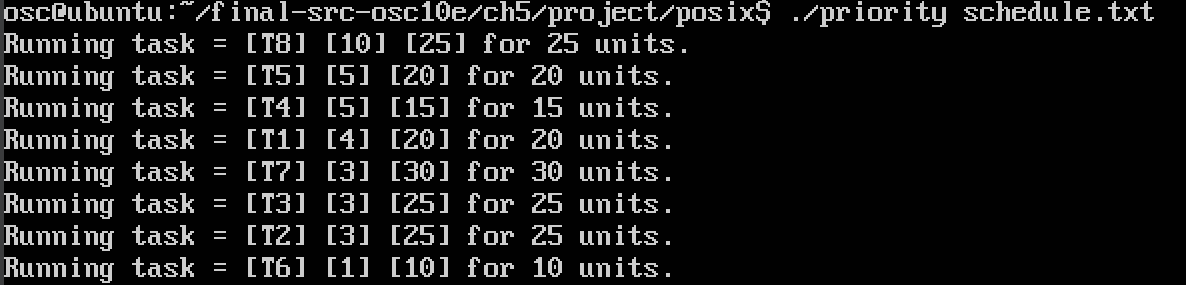 osc@ubuntu:~/final-src-osc10e/ch5/project/posix$ ./priority schedule.txt
Running task = [T8] [10] [25] for 25 units.
Running task = [T5] [5] [20] for 20 units.
Running task = [T4] [5] [15] for 15 units.
Running task = [T1] [4] [20] for 20 units.
Running task = [T7] [3] [30] for 30 units.
Running task = [T3] [3] [25] for 25 units.
Running task = [T2] [3] [25] for 25 units.
Running task = [T6] [1] [10] for 10 units.